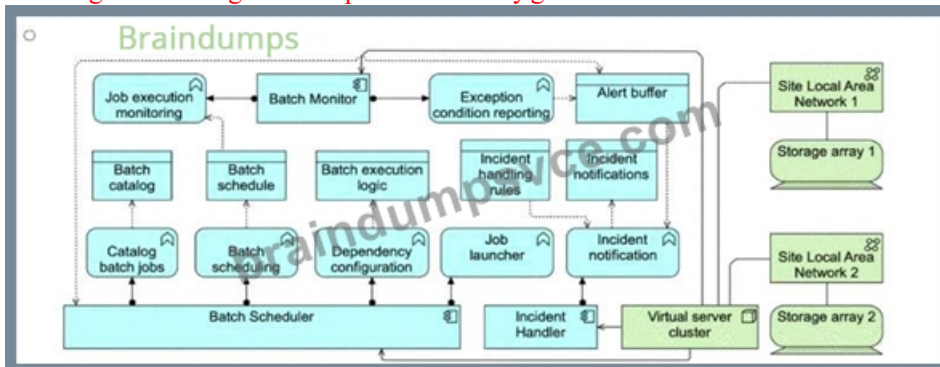 Braindumps
Job execution
monitoring
Batch Monitor
Exception
condition reporting
Alert buffer
Site Local Area
Network 1
Storage array 1
Batch
catalog
Batch
schedule
Batch execution
logic
Incident
handling
rules
Incident
notifications
Catalog
batch jobs
Batch
scheduling
Dependency
configuration
Job
launcher
Incident
notification
Site Local Area
Network 2
Storage array 2
Batch Scheduler
Incident
Handler
Virtual server
cluster
braindumpsvce.com